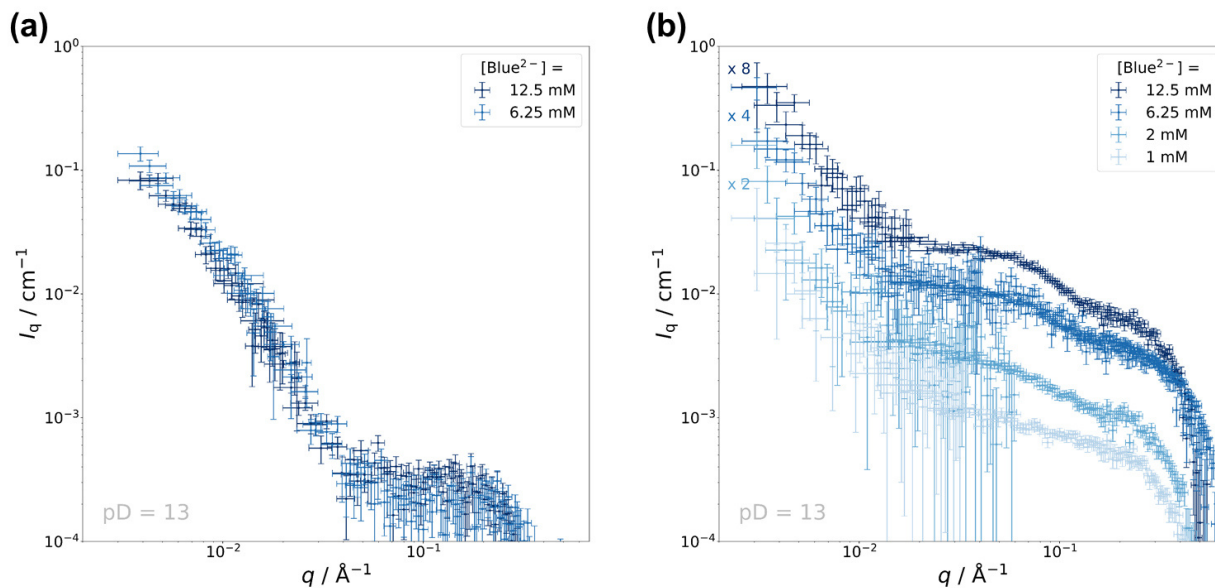 (a)
10⁰
10⁻¹
10⁻²
10⁻³
10⁻⁴
I_q / cm⁻¹
[Blue²⁻] =
12.5 mM
6.25 mM
pD = 13
10⁻²
10⁻¹
q / Å⁻¹
(b)
10⁰
10⁻¹
10⁻²
10⁻³
10⁻⁴
I_q / cm⁻¹
x 8
x 4
x 2
[Blue²⁻] =
12.5 mM
6.25 mM
2 mM
1 mM
pD = 13
10⁻²
10⁻¹
q / Å⁻¹